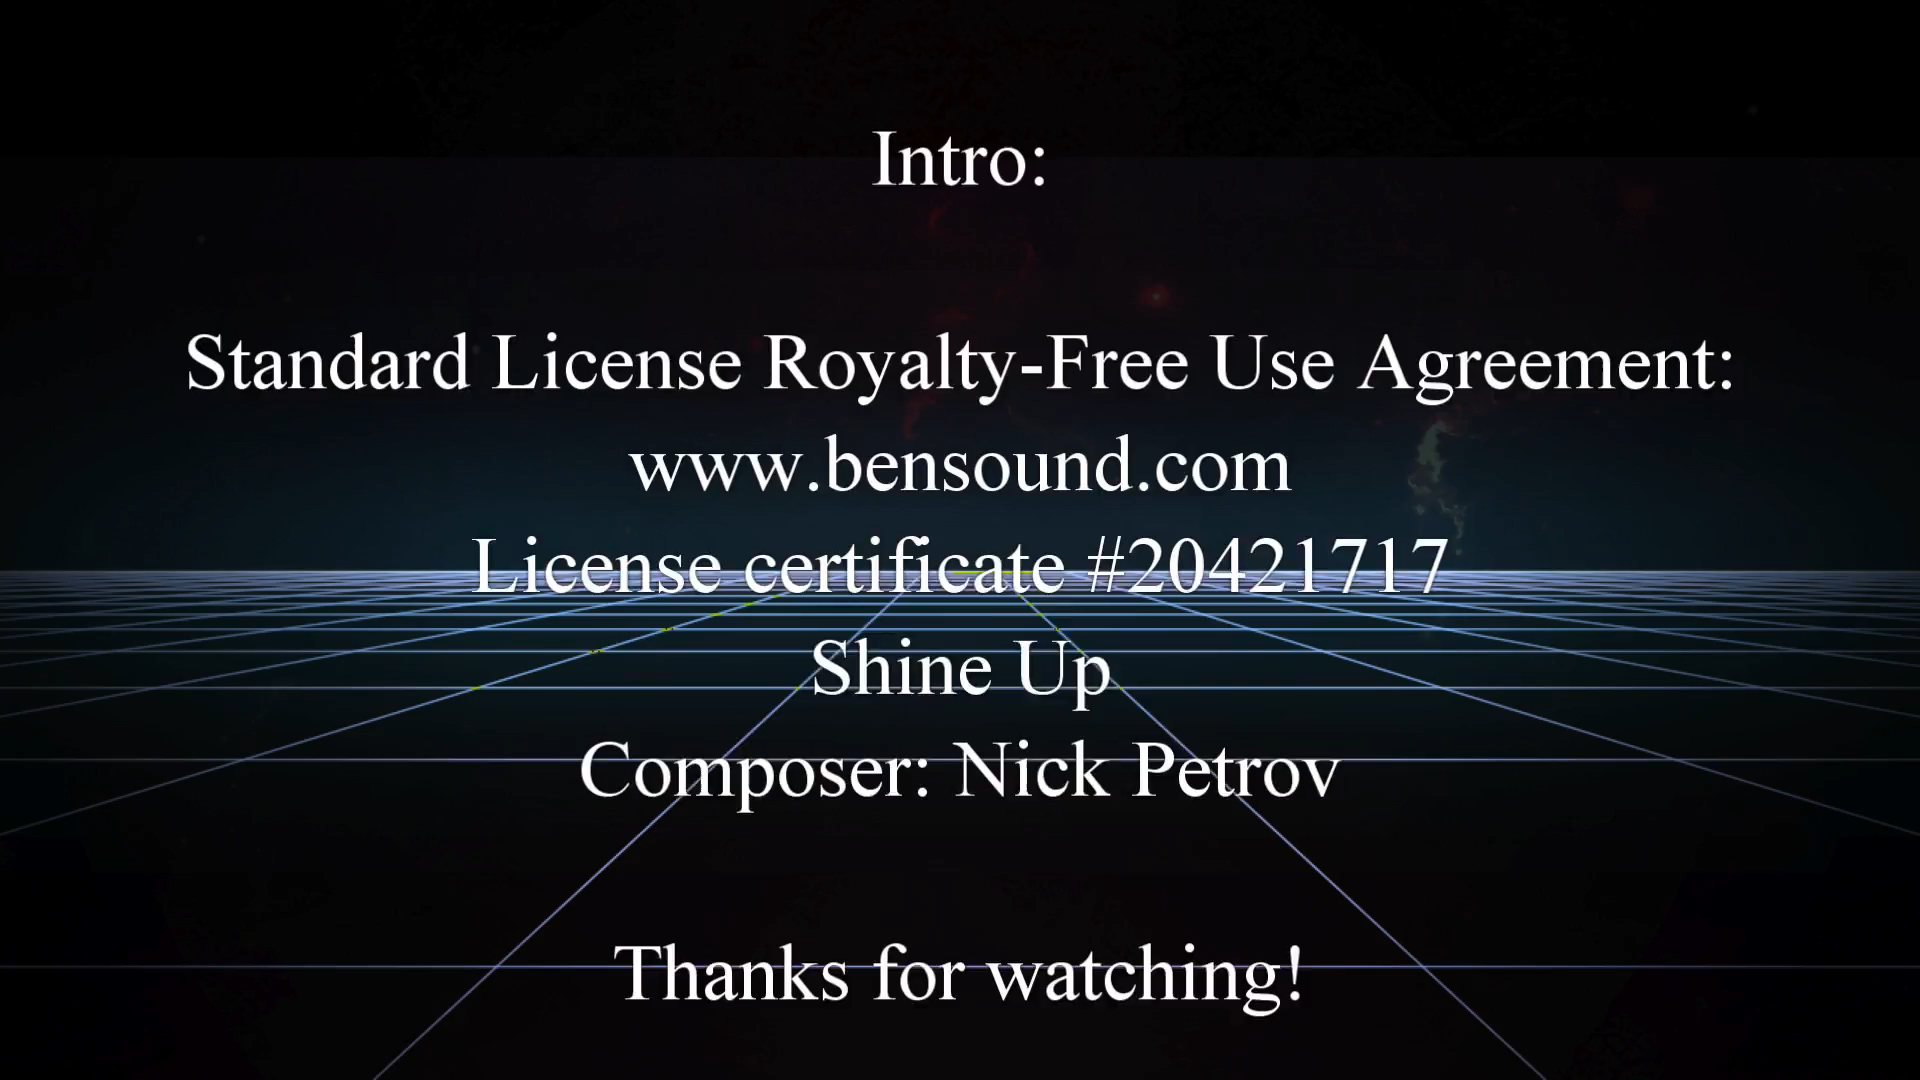 Intro:
Standard License Royalty-Free Use Agreement:
www.bensound.com
License certificate #20421717
Shine Up
Composer: Nick Petrov
Thanks for watching!